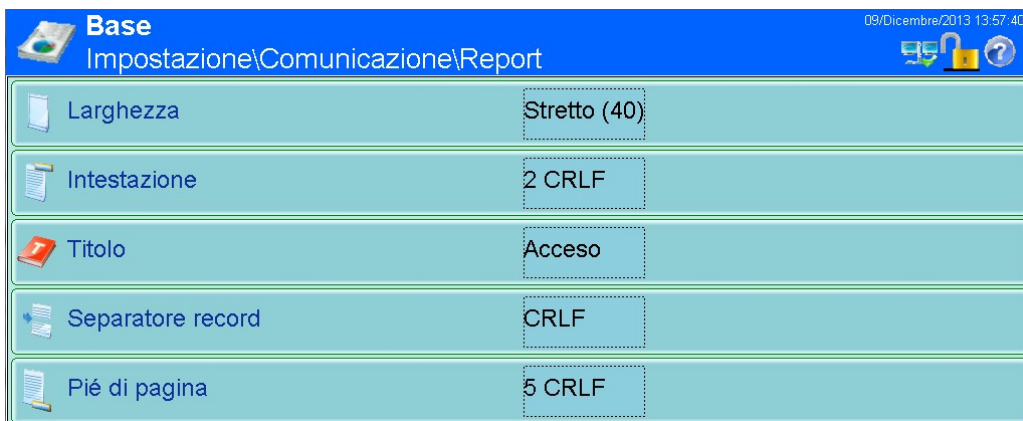 Base
09/Dicembre/2013 13:57:40
Impostazione\Comunicazione\Report
Larghezza Stretto (40)
Intestazione 2 CRLF
Titolo Acceso
Separatore record CRLF
Pié di pagina 5 CRLF